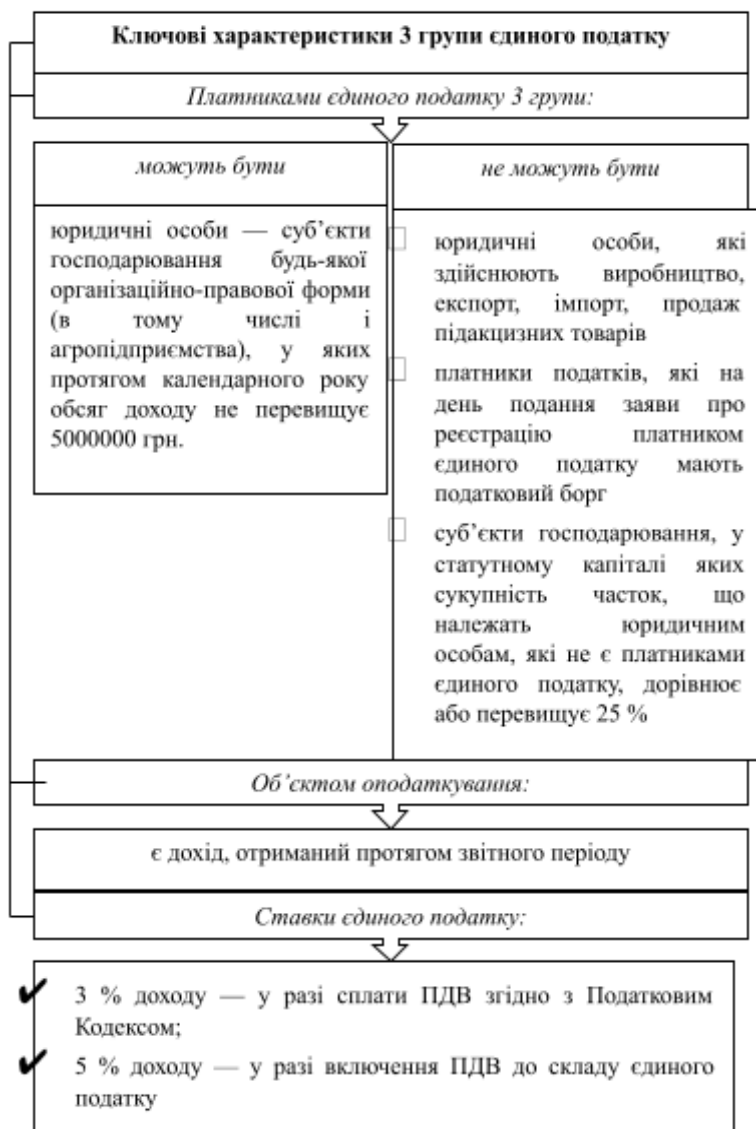 Ключові характеристики 3 групи єдиного податку
Платниками єдиного податку 3 групи:
можуть бути
юридичні особи — суб’єкти
господарювання будь-якої
організаційно-правової форми
(в тому числі і
агропідприємства), у яких
протягом календарного року
обсяг доходу не перевищує
5000000 грн.
не можуть бути
юридичні особи, які
здійснюють виробництво,
експорт, імпорт, продаж
підакцизних товарів
платники податків, які на
день подання заяви про
реєстрацію платником
єдиного податку мають
податковий борг
суб’єкти господарювання, у
статутному капіталі яких
сукупність часток, що
належать юридичним
особам, які не є платниками
єдиного податку, дорівнює
або перевищує 25 %
Об’єктом оподаткування:
є дохід, отриманий протягом звітного періоду
Ставки єдиного податку:
3 % доходу — у разі сплати ПДВ згідно з Податковим
Кодексом;
5 % доходу — у разі включення ПДВ до складу єдиного
податку